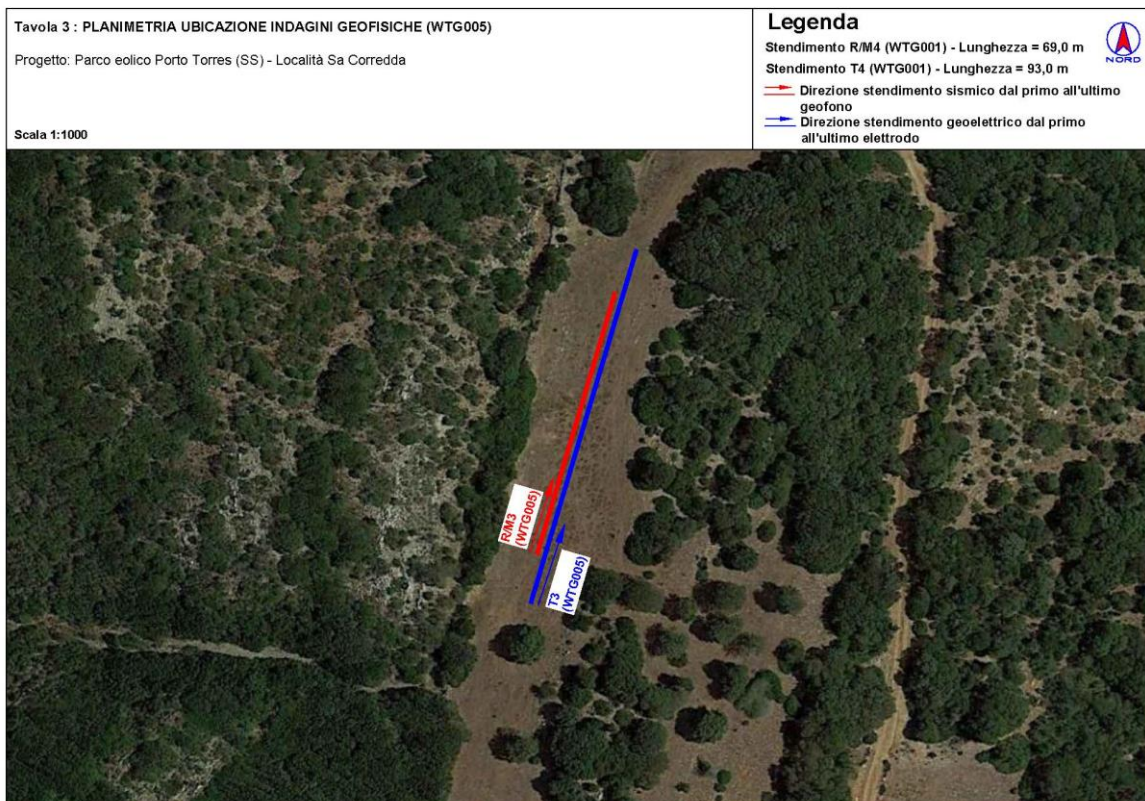 Tavola 3 : PLANIMETRIA UBICAZIONE INDAGINI GEOFISICHE (WTG005)
Progetto: Parco eolico Porto Torres (SS) - Località Sa Corredda
Scala 1:1000
Legenda
Stendimento R/M4 (WTG001) - Lunghezza = 69,0 m
Stendimento T4 (WTG001) - Lunghezza = 93,0 m
Direzione stendimento sismico dal primo all'ultimo
geofono
Direzione stendimento geoelettrico dal primo
all'ultimo elettrodo
NORD
R/M3
(WTG005)
T3
(WTG005)